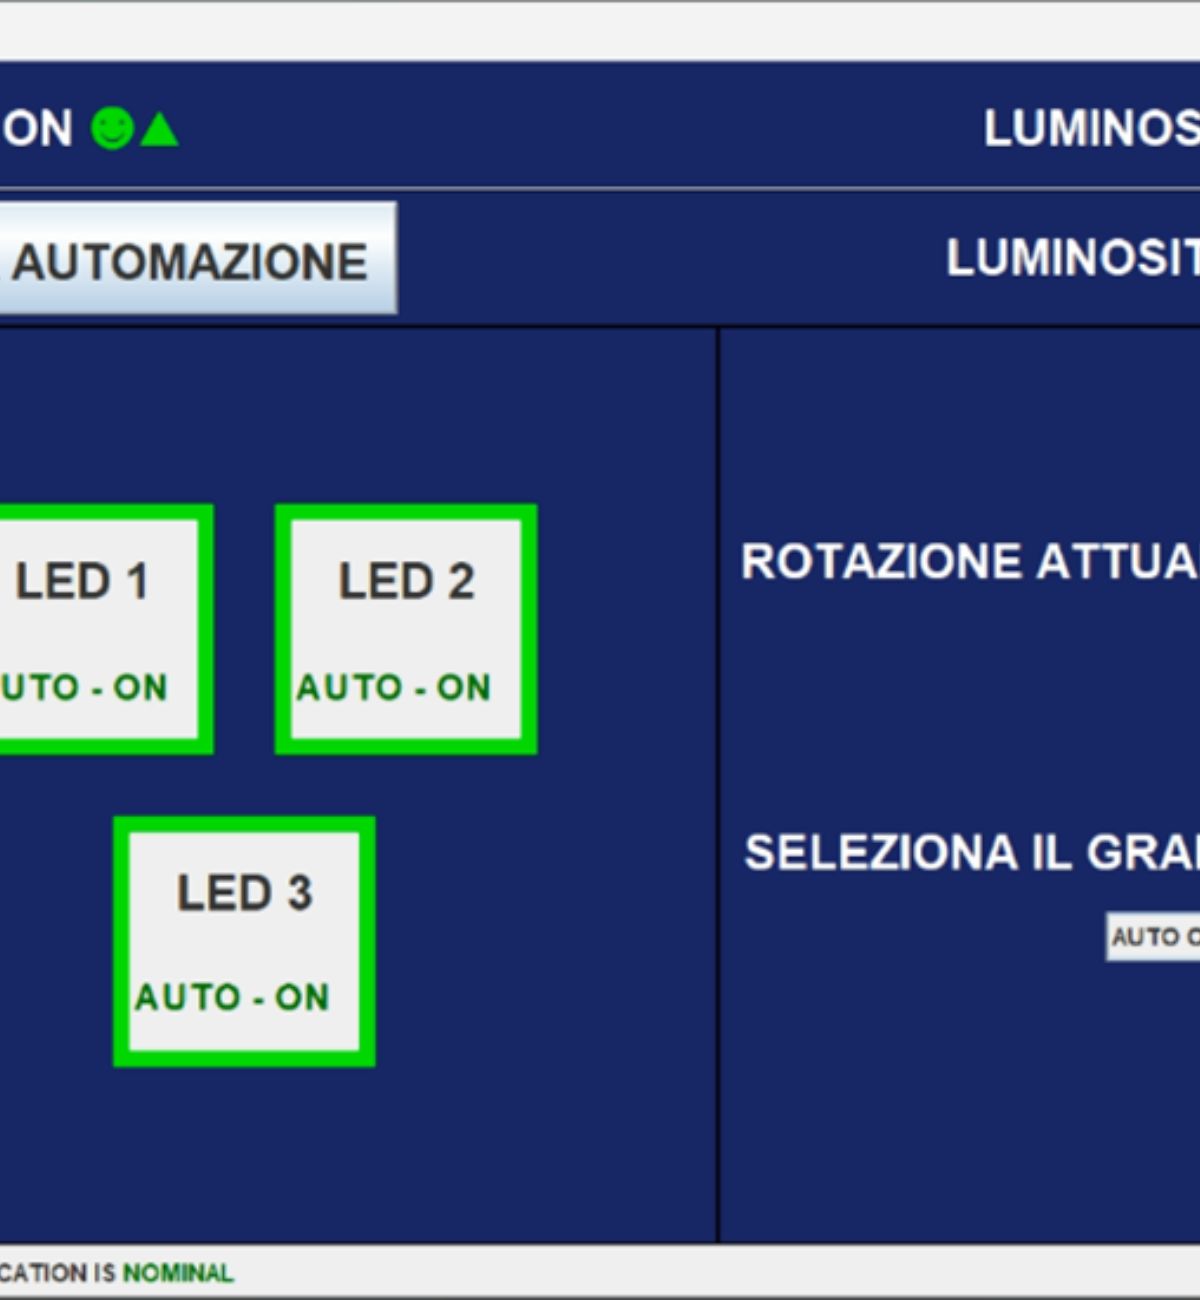 ON
LUMINOS
AUTOMAZIONE
LUMINOSIT
LED 1
LED 2
UTO - ON
AUTO - ON
ROTAZIONE ATTUA
LED 3
AUTO - ON
SELEZIONA IL GRA
AUTO
CATION IS NOMINAL